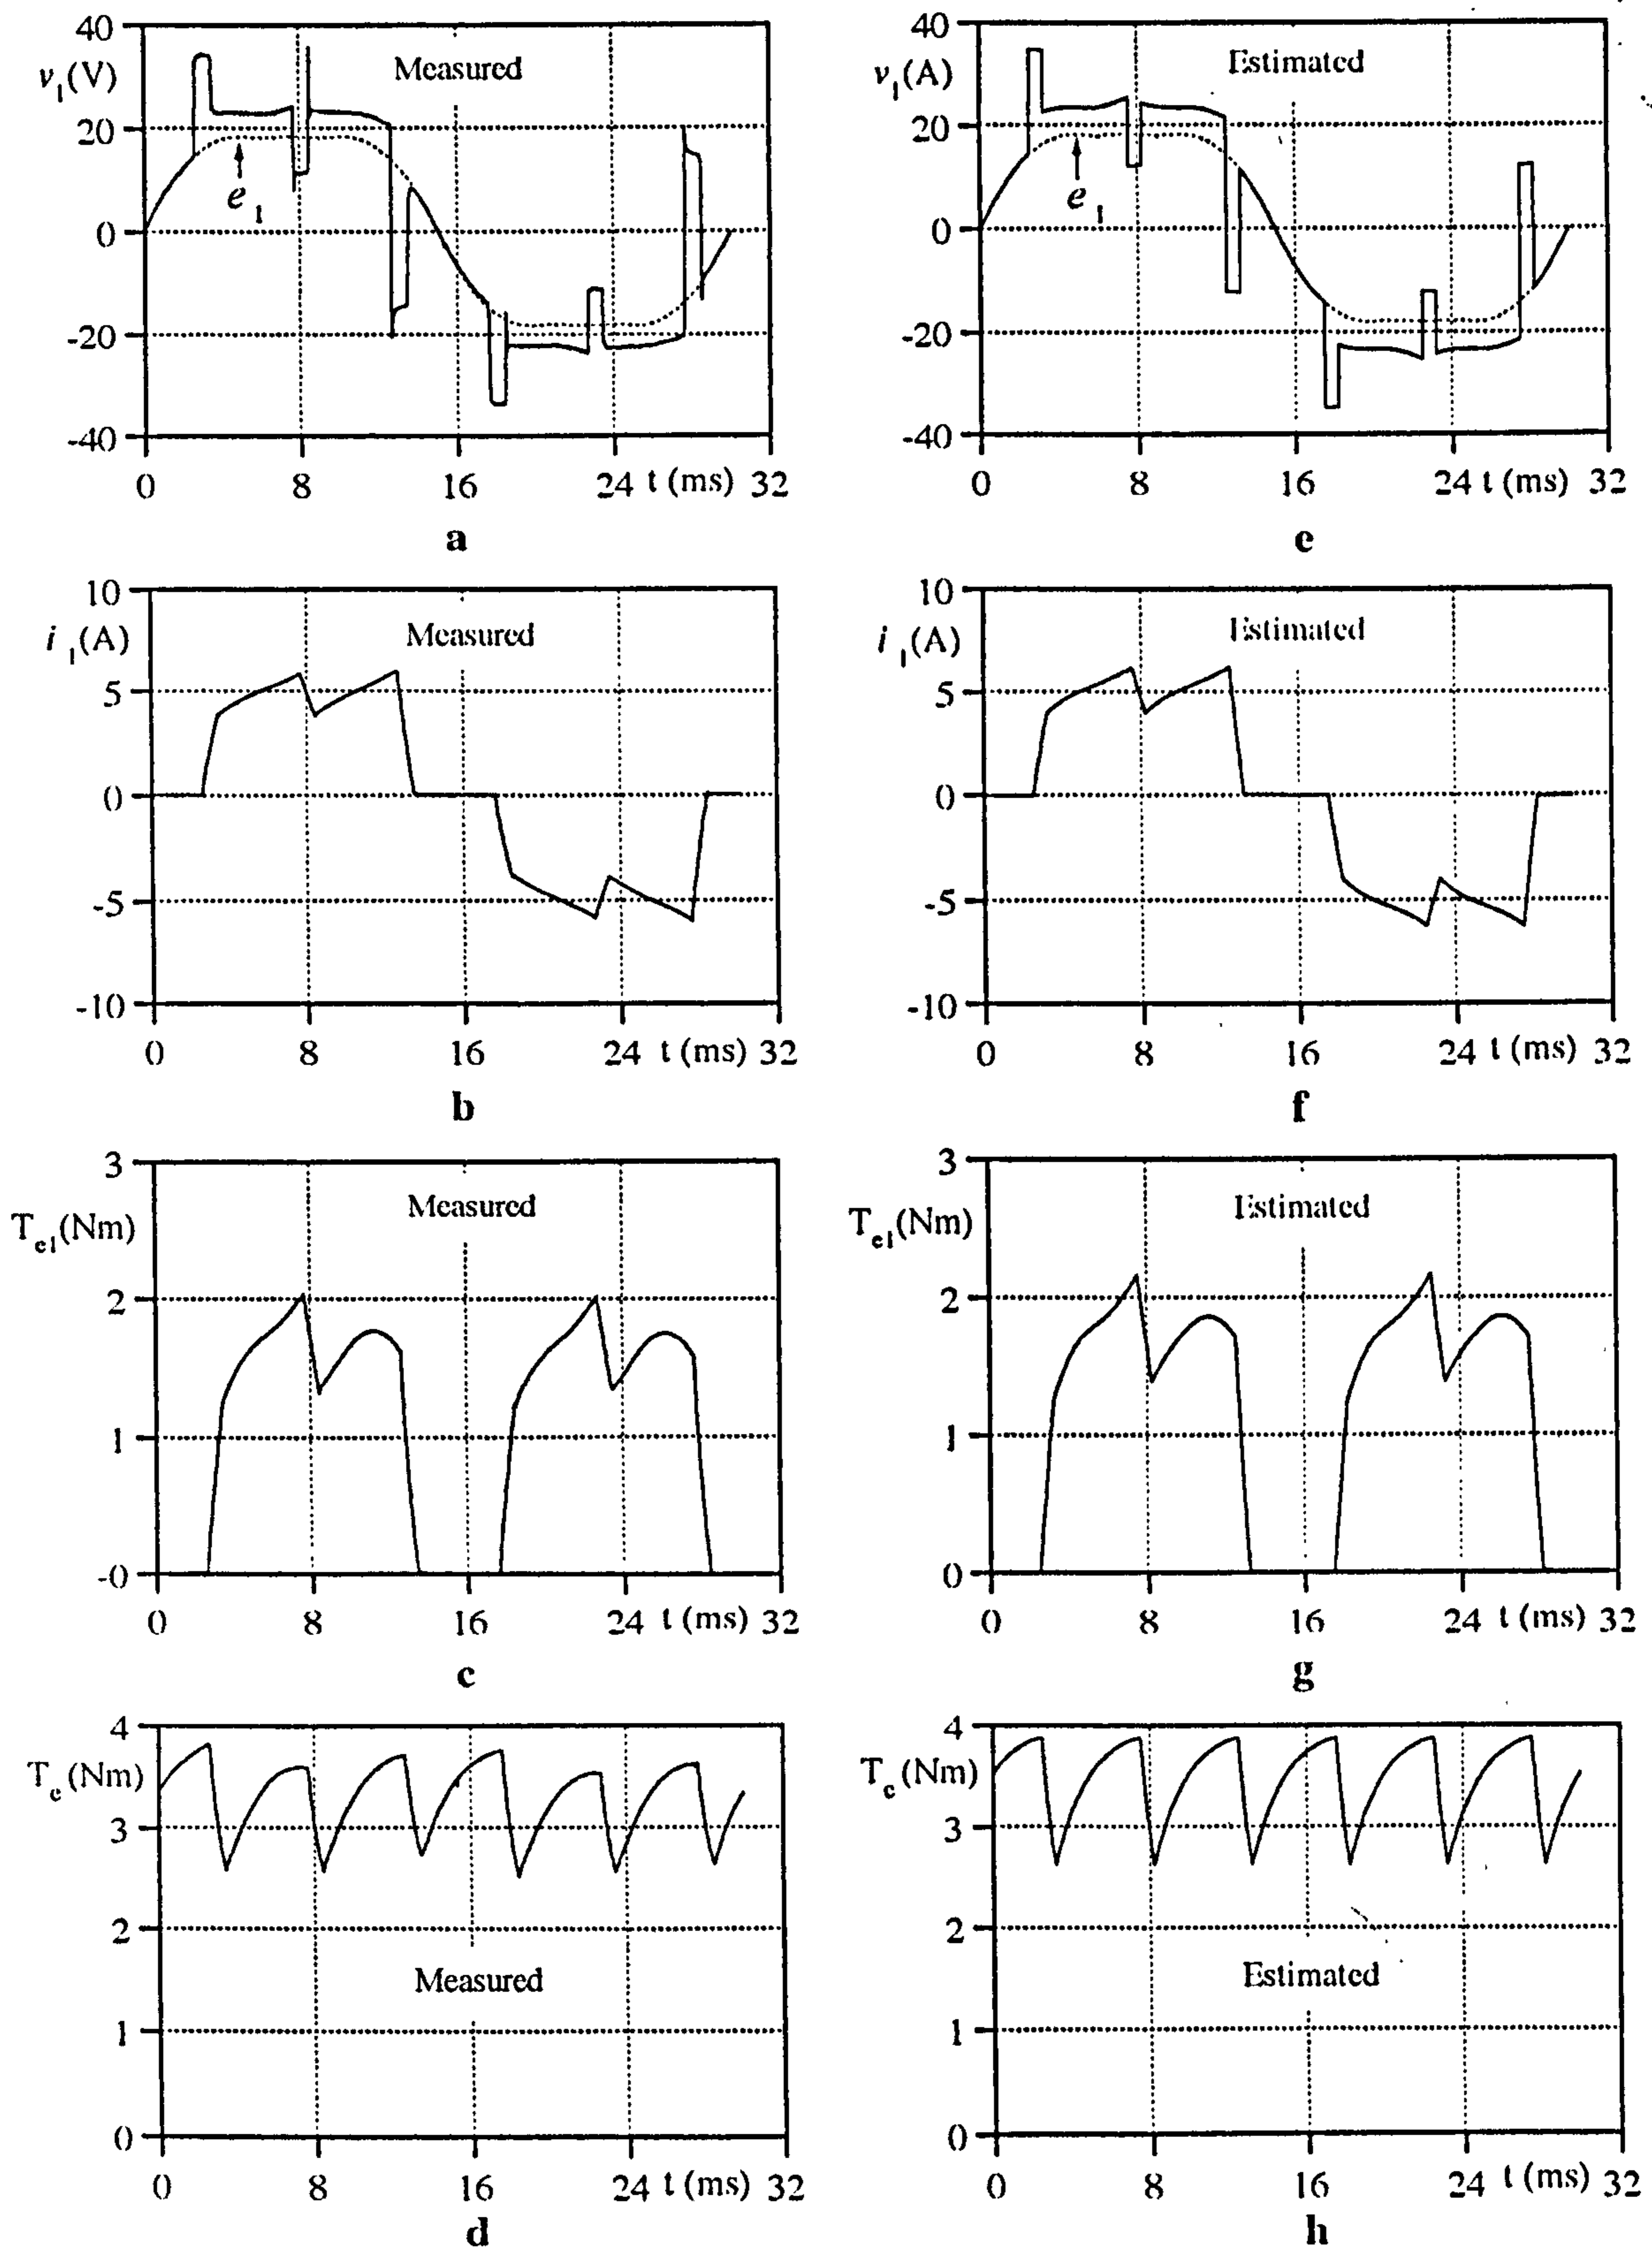 40
v1(V)
Measured
20
e1
0
-20
-40
0 8 16 24 t (ms) 32
a
40
v1(A)
Estimated
20
e1
0
-20
-40
0 8 16 24 t (ms) 32
e
10
i1(A)
Measured
5
0
-5
-10
0 8 16 24 t (ms) 32
b
10
i1(A)
Estimated
5
0
-5
-10
0 8 16 24 t (ms) 32
f
3
Te1(Nm)
Measured
2
1
-0
0 8 16 24 t (ms) 32
c
3
Te1(Nm)
Estimated
2
1
0
0 8 16 24 t (ms) 32
g
4
Te(Nm)
3
2
Measured
1
0
0 8 16 24 t (ms) 32
d
4
Te(Nm)
3
2
Estimated
1
0
0 8 16 24 t (ms) 32
h